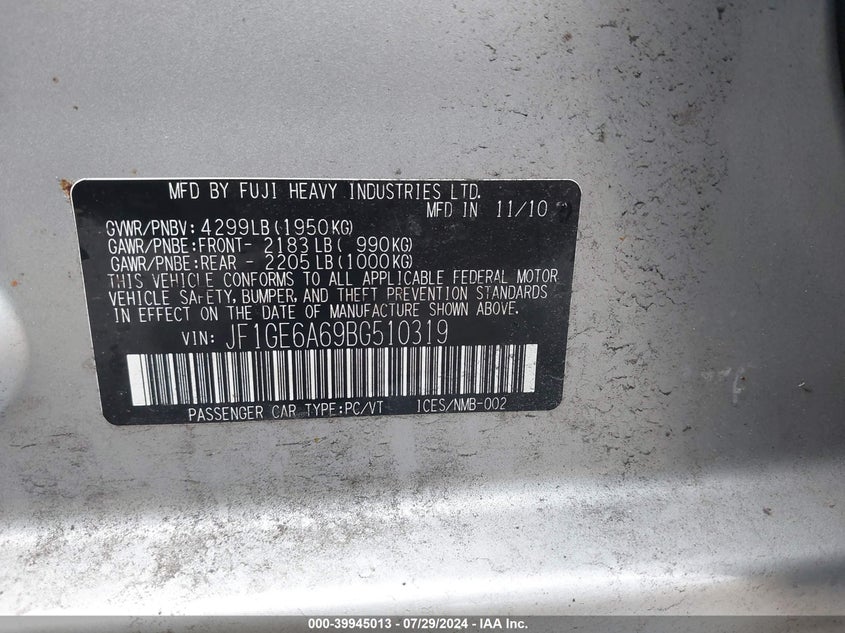 MFD BY FUJI HEAVY INDUSTRIES LTD.
MFD IN 11/10
GVWR/PNBV: 4299LB (1950KG)
GAWR/PNBE:FRONT- 2183 LB ( 990KG)
GAWR/PNBE:REAR - 2205 LB (1000KG)
THIS VEHICLE CONFORMS TO ALL APPLICABLE FEDERAL MOTOR
VEHICLE SAFETY, BUMPER, AND THEFT PREVENTION STANDARDS
IN EFFECT ON THE DATE OF MANUFACTURE SHOWN ABOVE.
VIN: JF1GE6A69BG510319
PASSENGER CAR TYPE:PC/VT ICES/NMB-002
000-39945013 - 07/29/2024 - IAA Inc.